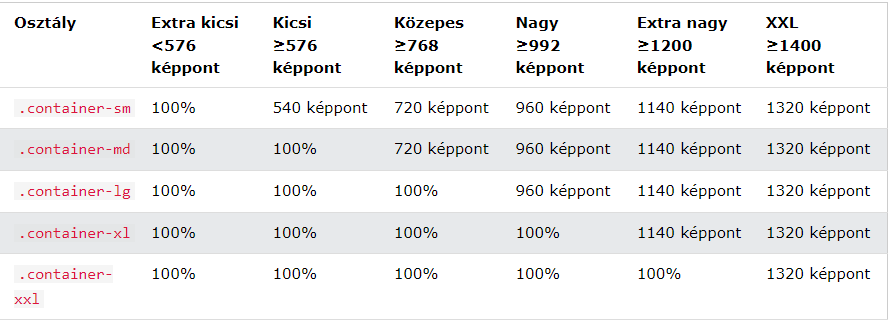 Osztály Extra kicsi <576 képpont Kicsi ≥576 képpont Közepes ≥768 képpont Nagy ≥992 képpont Extra nagy ≥1200 képpont XXL ≥1400 képpont
.container-sm 100% 540 képpont 720 képpont 960 képpont 1140 képpont 1320 képpont
.container-md 100% 100% 720 képpont 960 képpont 1140 képpont 1320 képpont
.container-lg 100% 100% 100% 960 képpont 1140 képpont 1320 képpont
.container-xl 100% 100% 100% 100% 1140 képpont 1320 képpont
.container- 100% 100% 100% 100% 100% 1320 képpont
xxl